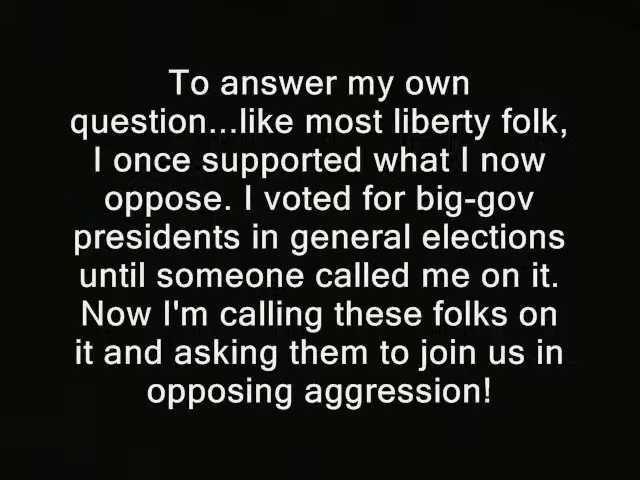 To answer my own
question...like most liberty folk,
I once supported what I now
oppose. I voted for big-gov
presidents in general elections
until someone called me on it.
Now I'm calling these folks on
it and asking them to join us in
opposing aggression!